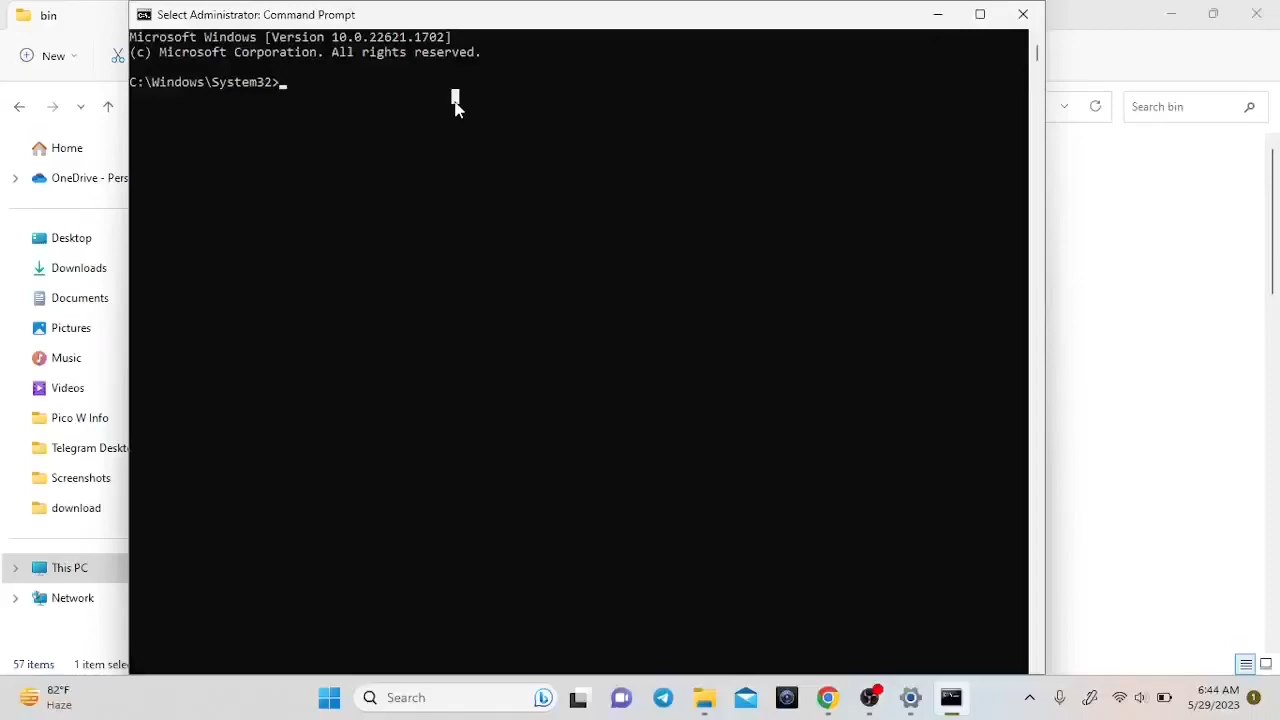 bin
Select Administrator: Command Prompt
New
Microsoft Windows [Version 10.0.22621.1702]
(c) Microsoft Corporation. All rights reserved.
C:\Windows\System32>
Search bin
Home
OneDrive - Pers
Desktop
Downloads
Documents
Pictures
Music
Videos
Pico W Info
Telegram Deskt
Screenshots
download
This PC
Network
57 items 1 item sele
82°F
Haze
Search
6:44 AM
5/29/2023
1